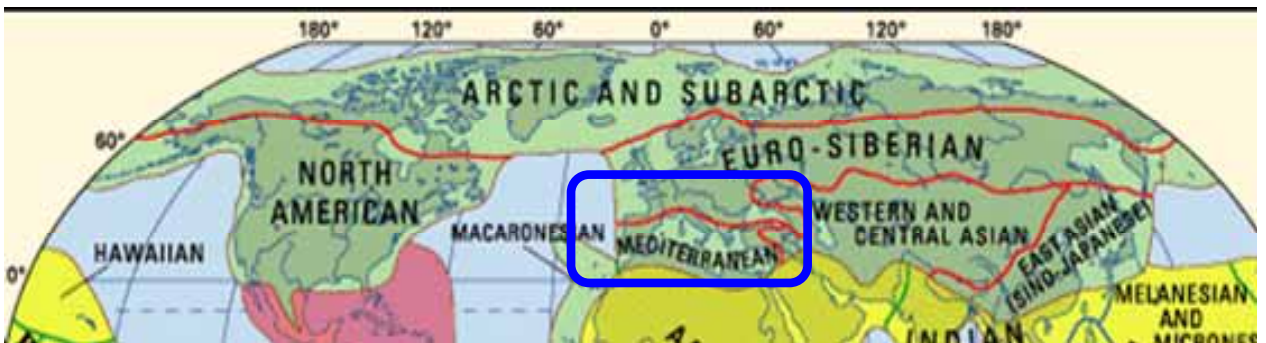 180° 120° 60° 0° 60° 120° 180°
ARCTIC AND SUBARCTIC
60°
EURO-SIBERIAN
NORTH
AMERICAN
WESTERN AND
CENTRAL ASIAN
EAST ASIAN
(SINO-JAPANESE)
MACARONESIAN
MEDITERRANEAN
HAWAIIAN
0°
MELANESIAN
AND
INDIAN